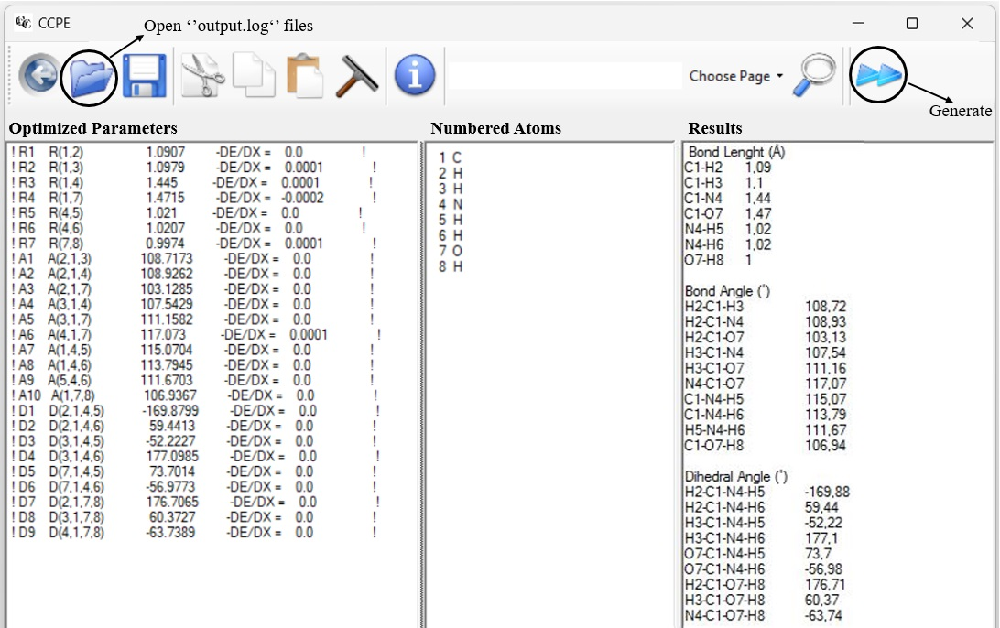 CCPE
Open ‘’output.log‘’ files
Choose Page
Generate
Optimized Parameters
! R1 R(1,2) 1.0907 -DE/DX = 0.0 !
! R2 R(1,3) 1.0979 -DE/DX = 0.0001 !
! R3 R(1,4) 1.445 -DE/DX = 0.0001 !
! R4 R(1,7) 1.4715 -DE/DX = -0.0002 !
! R5 R(4,5) 1.021 -DE/DX = 0.0 !
! R6 R(4,6) 1.0207 -DE/DX = 0.0 !
! R7 R(7,8) 0.9974 -DE/DX = 0.0001 !
! A1 A(2,1,3) 108.7173 -DE/DX = 0.0 !
! A2 A(2,1,4) 108.9262 -DE/DX = 0.0 !
! A3 A(2,1,7) 103.1285 -DE/DX = 0.0 !
! A4 A(3,1,4) 107.5429 -DE/DX = 0.0 !
! A5 A(3,1,7) 111.1582 -DE/DX = 0.0 !
! A6 A(4,1,7) 117.073 -DE/DX = 0.0001 !
! A7 A(1,4,5) 115.0704 -DE/DX = 0.0 !
! A8 A(1,4,6) 113.7945 -DE/DX = 0.0 !
! A9 A(5,4,6) 111.6703 -DE/DX = 0.0 !
! A10 A(1,7,8) 106.9367 -DE/DX = 0.0 !
! D1 D(2,1,4,5) -169.8799 -DE/DX = 0.0 !
! D2 D(2,1,4,6) 59.4413 -DE/DX = 0.0 !
! D3 D(3,1,4,5) -52.2227 -DE/DX = 0.0 !
! D4 D(3,1,4,6) 177.0985 -DE/DX = 0.0 !
! D5 D(7,1,4,5) 73.7014 -DE/DX = 0.0 !
! D6 D(7,1,4,6) -56.9773 -DE/DX = 0.0 !
! D7 D(2,1,7,8) 176.7065 -DE/DX = 0.0 !
! D8 D(3,1,7,8) 60.3727 -DE/DX = 0.0 !
! D9 D(4,1,7,8) -63.7389 -DE/DX = 0.0 !
Numbered Atoms
1 C
2 H
3 H
4 N
5 H
6 H
7 O
8 H
Results
Bond Lenght (Å)
C1-H2 1,09
C1-H3 1,1
C1-N4 1,44
C1-O7 1,47
N4-H5 1,02
N4-H6 1,02
O7-H8 1
Bond Angle (°)
H2-C1-H3 108,72
H2-C1-N4 108,93
H2-C1-O7 103,13
H3-C1-N4 107,54
H3-C1-O7 111,16
N4-C1-O7 117,07
C1-N4-H5 115,07
C1-N4-H6 113,79
H5-N4-H6 111,67
C1-O7-H8 106,94
Dihedral Angle (°)
H2-C1-N4-H5 -169,88
H2-C1-N4-H6 59,44
H3-C1-N4-H5 -52,22
H3-C1-N4-H6 177,1
O7-C1-N4-H5 73,7
O7-C1-N4-H6 -56,98
H2-C1-O7-H8 176,71
H3-C1-O7-H8 60,37
N4-C1-O7-H8 -63,74